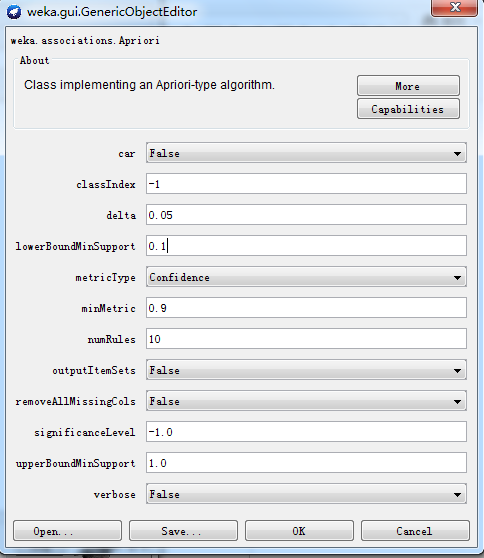 weka.gui.GenericObjectEditor
weka.associations.Apriori
About
Class implementing an Apriori-type algorithm.
More
Capabilities
car False
classIndex -1
delta 0.05
lowerBoundMinSupport 0.1
metricType Confidence
minMetric 0.9
numRules 10
outputItemSets False
removeAllMissingCols False
significanceLevel -1.0
upperBoundMinSupport 1.0
verbose False
Open... Save... OK Cancel